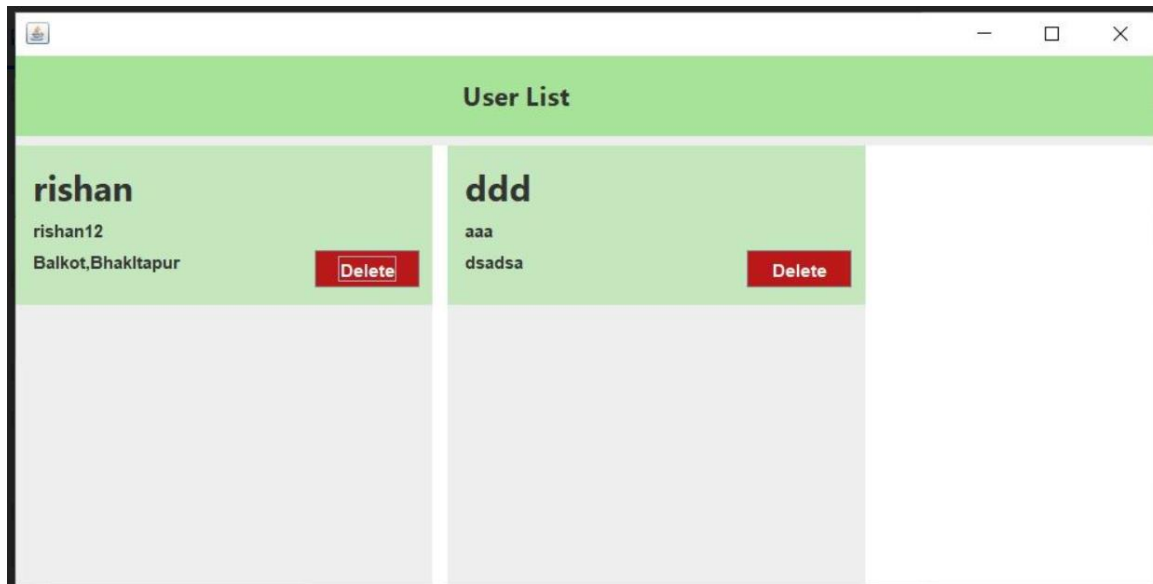 User List
rishan
rishan12
Balkot,Bhakltapur
Delete
ddd
aaa
dsadsa
Delete